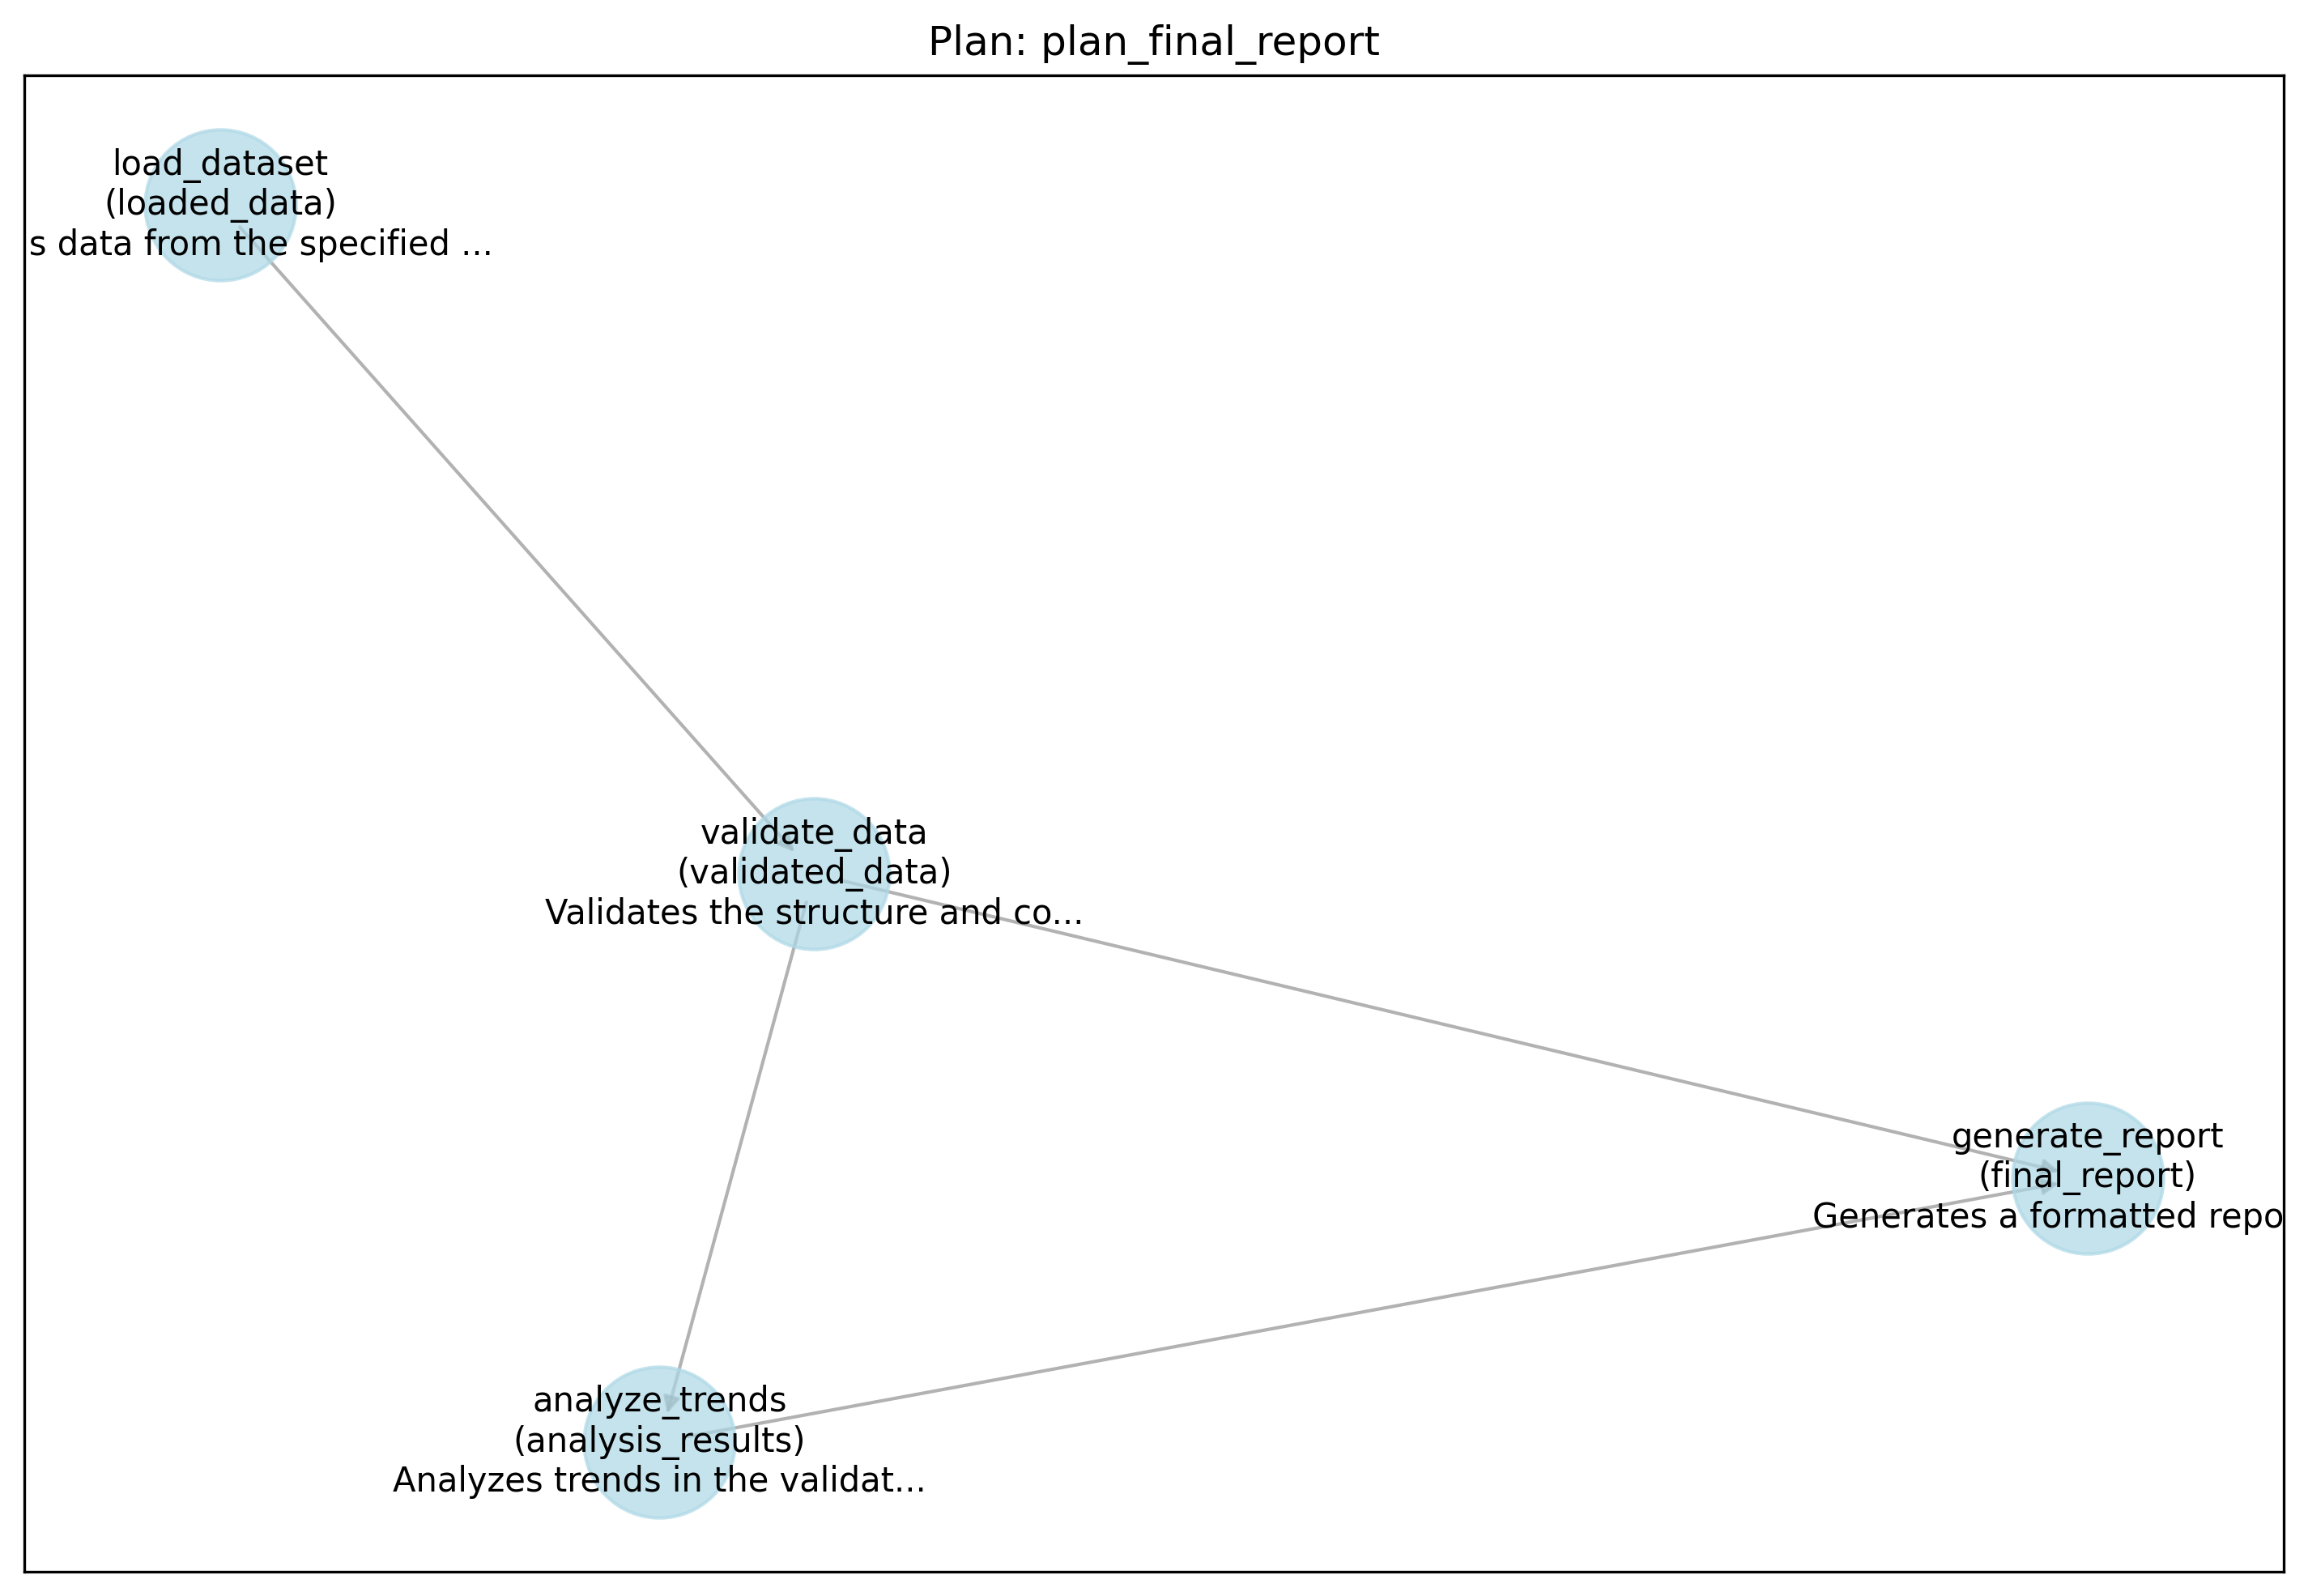 Plan: plan_final_report
load_dataset
(loaded_data)
s data from the specified ...
validate_data
(validated_data)
Validates the structure and co...
generate_report
(final_report)
Generates a formatted repo
analyze_trends
(analysis_results)
Analyzes trends in the validat...